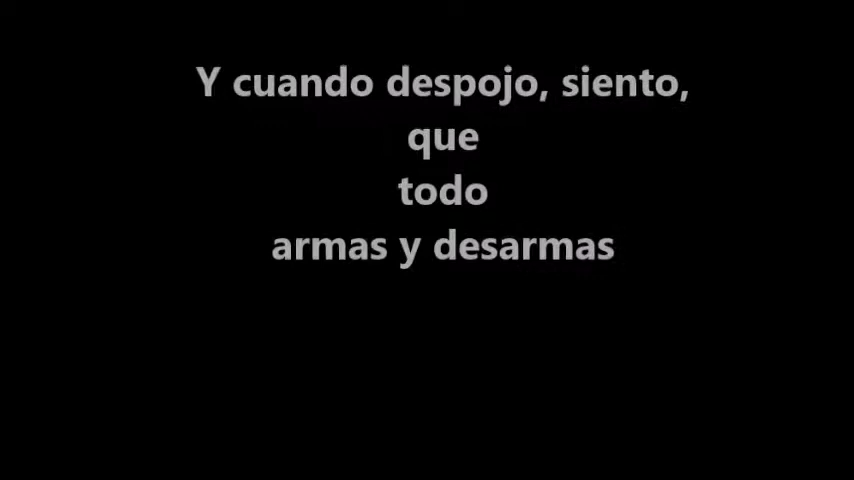 Y cuando despojo, siento,
que
todo
armas y desarmas